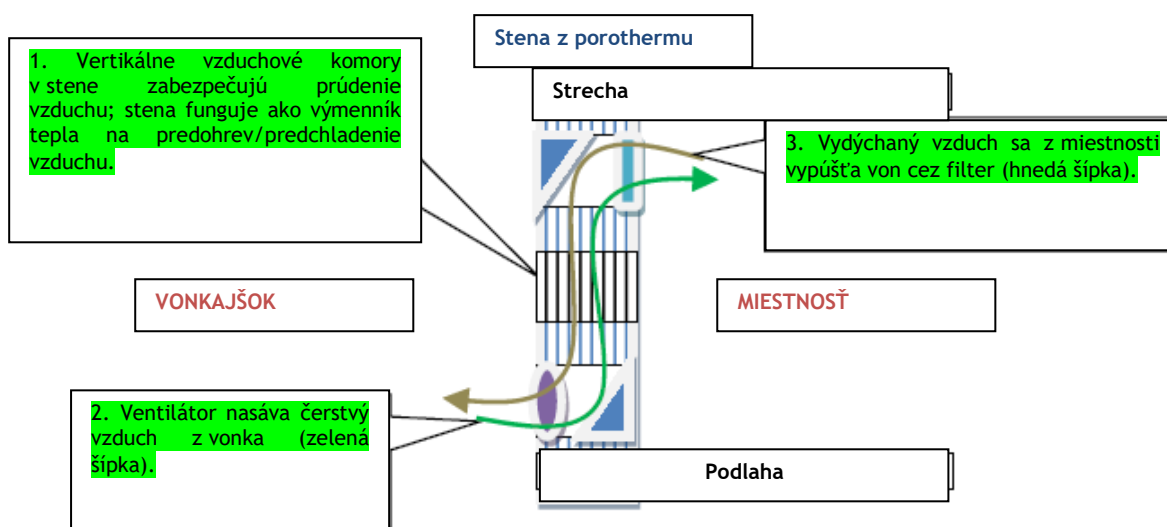 Stena z porothermu
1. Vertikálne vzduchové komory
v stene zabezpečujú prúdenie
vzduchu; stena funguje ako výmenník
tepla na predohrev/predchladenie
vzduchu.
Strecha
3. Vydýchaný vzduch sa z miestnosti
vypúšťa von cez filter (hnedá šípka).
VONKAJŠOK
MIESTNOSŤ
2. Ventilátor nasáva čerstvý
vzduch z vonka (zelená
šípka).
Podlaha